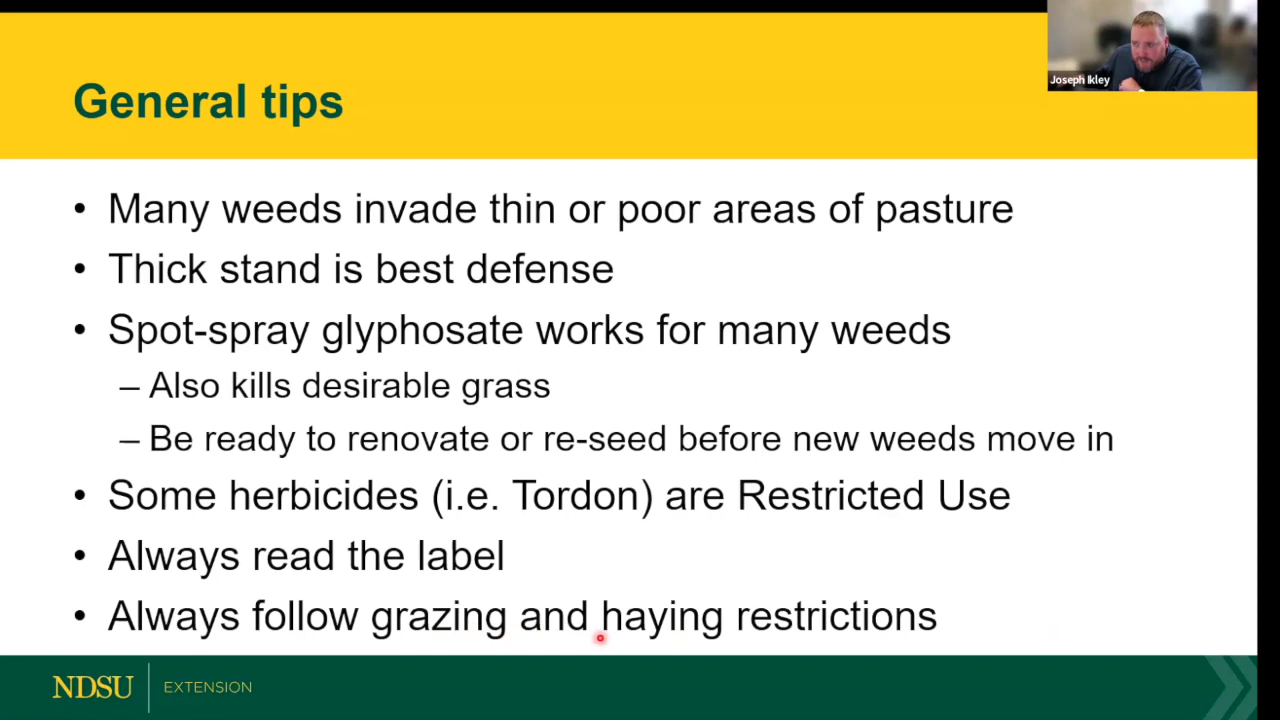 Joseph Ikley
General tips
• Many weeds invade thin or poor areas of pasture
• Thick stand is best defense
• Spot-spray glyphosate works for many weeds
– Also kills desirable grass
– Be ready to renovate or re-seed before new weeds move in
• Some herbicides (i.e. Tordon) are Restricted Use
• Always read the label
• Always follow grazing and haying restrictions
NDSU EXTENSION